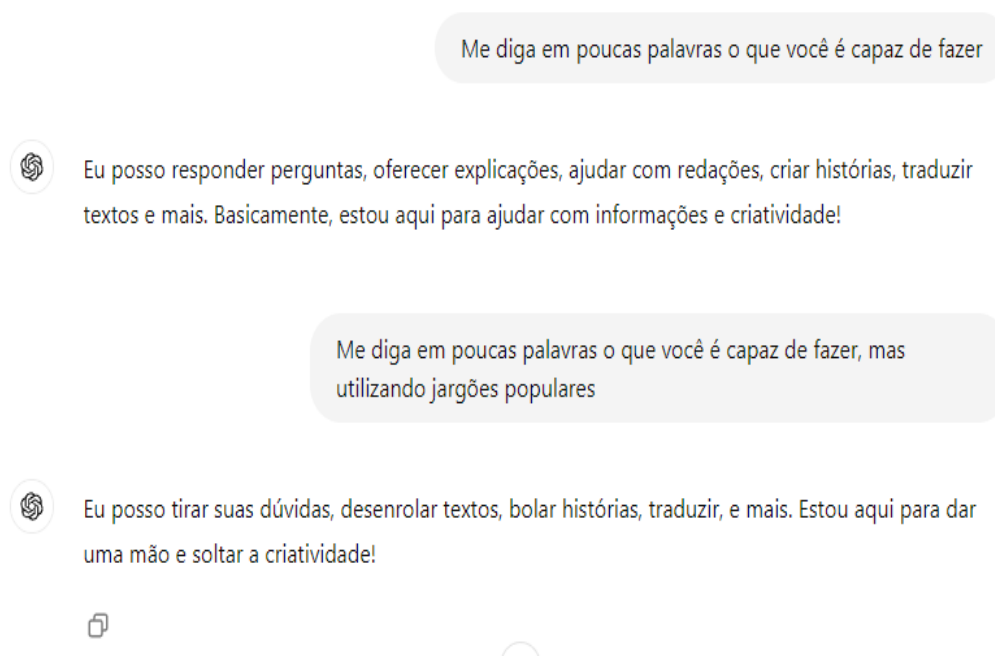 Me diga em poucas palavras o que você é capaz de fazer
Eu posso responder perguntas, oferecer explicações, ajudar com redações, criar histórias, traduzir
textos e mais. Basicamente, estou aqui para ajudar com informações e criatividade!
Me diga em poucas palavras o que você é capaz de fazer, mas
utilizando jargões populares
Eu posso tirar suas dúvidas, desenrolar textos, bolar histórias, traduzir, e mais. Estou aqui para dar
uma mão e soltar a criatividade!